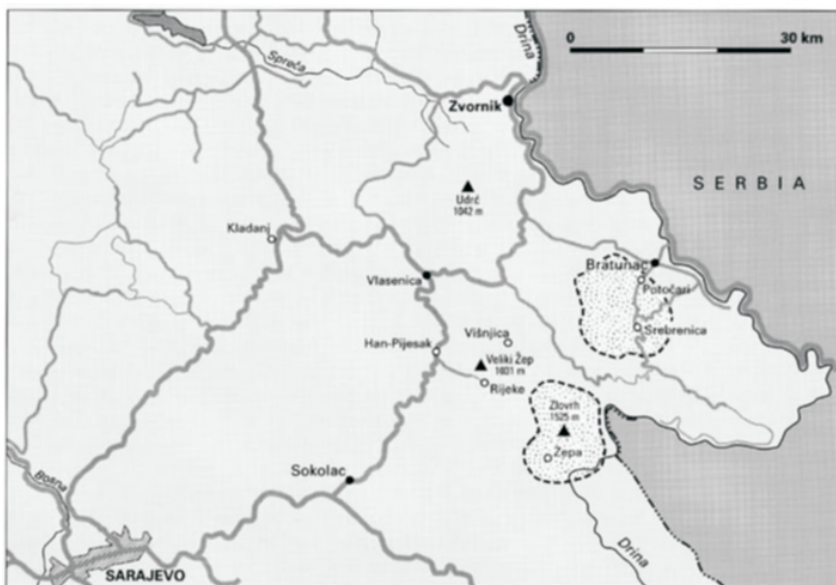 0 30 km
Drina
Spreča
Zvornik
SERBIA
Udrč
1042 m
Kladanj
Bratunac
Vlasenica
Potočari
Srebrenica
Višnjica
Han-Pijesak
Veliki Žep
Rijeke
Zlovrh
1525 m
Žepa
Sokolac
Bosna
Drina
SARAJEVO